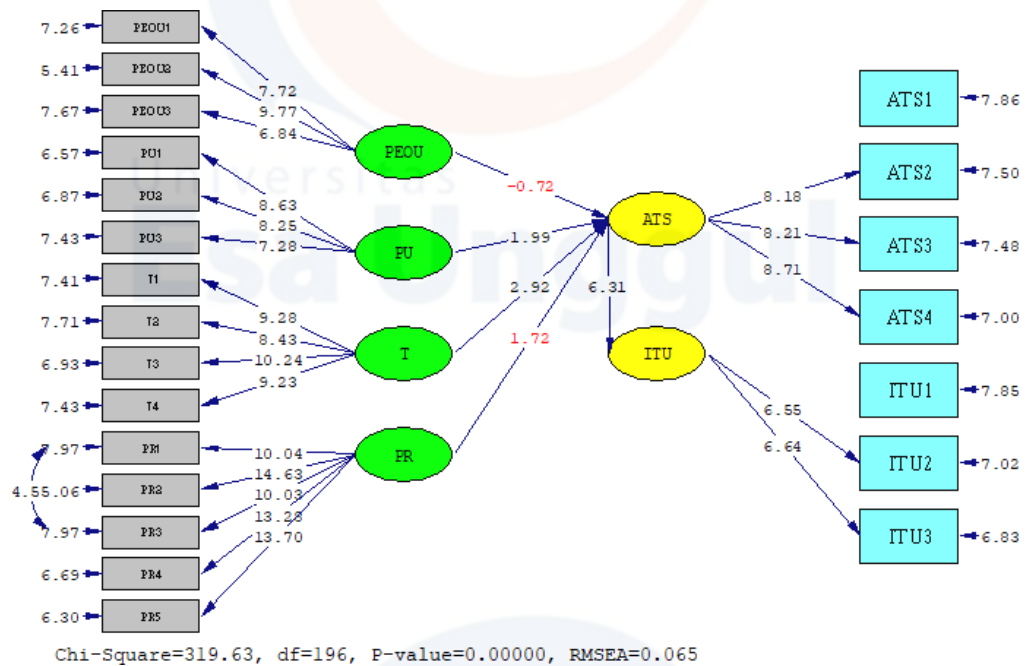 7.26 PEOU1
5.41 PEOU2
7.67 PEOU3
6.57 PU1
6.87 PU2
7.43 PU3
7.41 T1
7.71 T2
6.93 T3
7.43 T4
7.97 PR1
4.55.06 PR2
7.97 PR3
6.69 PR4
6.30 PR5
7.72
9.77
6.84
8.63
8.25
7.28
9.28
8.43
10.24
9.23
10.04
14.63
10.03
13.28
13.70
PEOU
PU
T
PR
-0.72
1.99
2.92
1.72
ATS
6.31
ITU
8.18
8.21
8.71
6.55
6.64
ATS1 7.86
ATS2 7.50
ATS3 7.48
ATS4 7.00
ITU1 7.85
ITU2 7.02
ITU3 6.83
Universitas
Esa Unggul
Chi-Square=319.63, df=196, P-value=0.00000, RMSEA=0.065